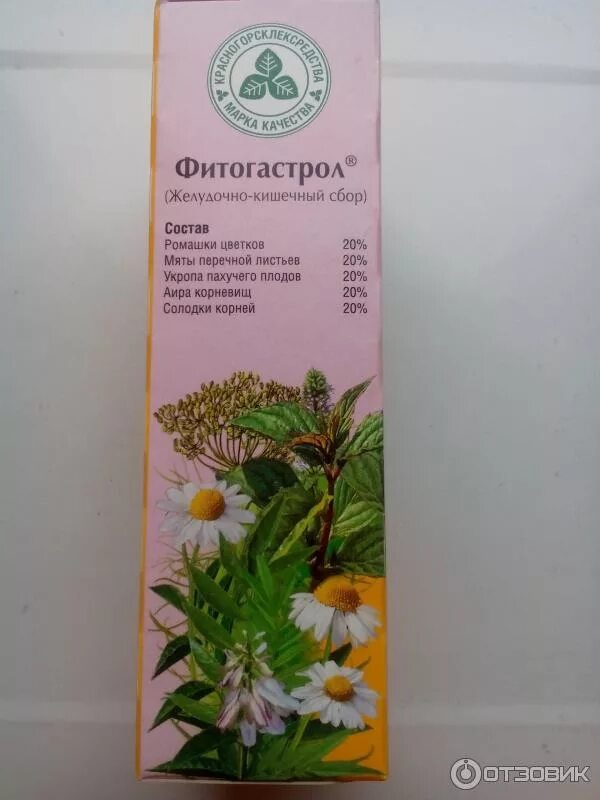 КРАСНОГОРСКЛЕКСРЕДСТВА
МАРКА КАЧЕСТВА
Фитогастрол®
(Желудочно-кишечный сбор)
Состав
Ромашки цветков 20%
Мяты перечной листьев 20%
Укропа пахучего плодов 20%
Аира корневищ 20%
Солодки корней 20%
ОТЗОВИК